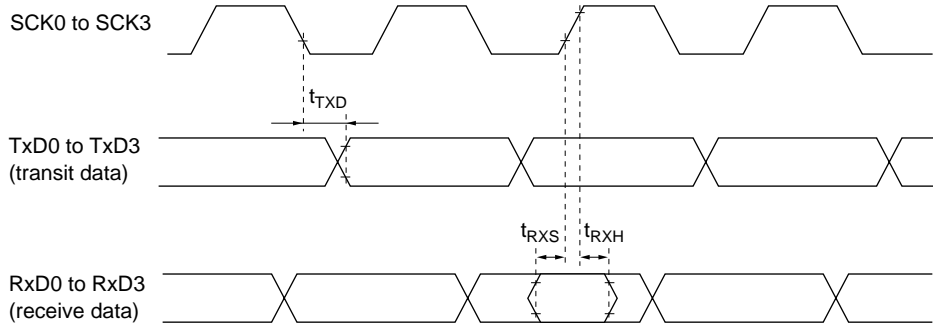 SCK0 to SCK3
tTXD
TxD0 to TxD3
(transit data)
tRXS
tRXH
RxD0 to RxD3
(receive data)